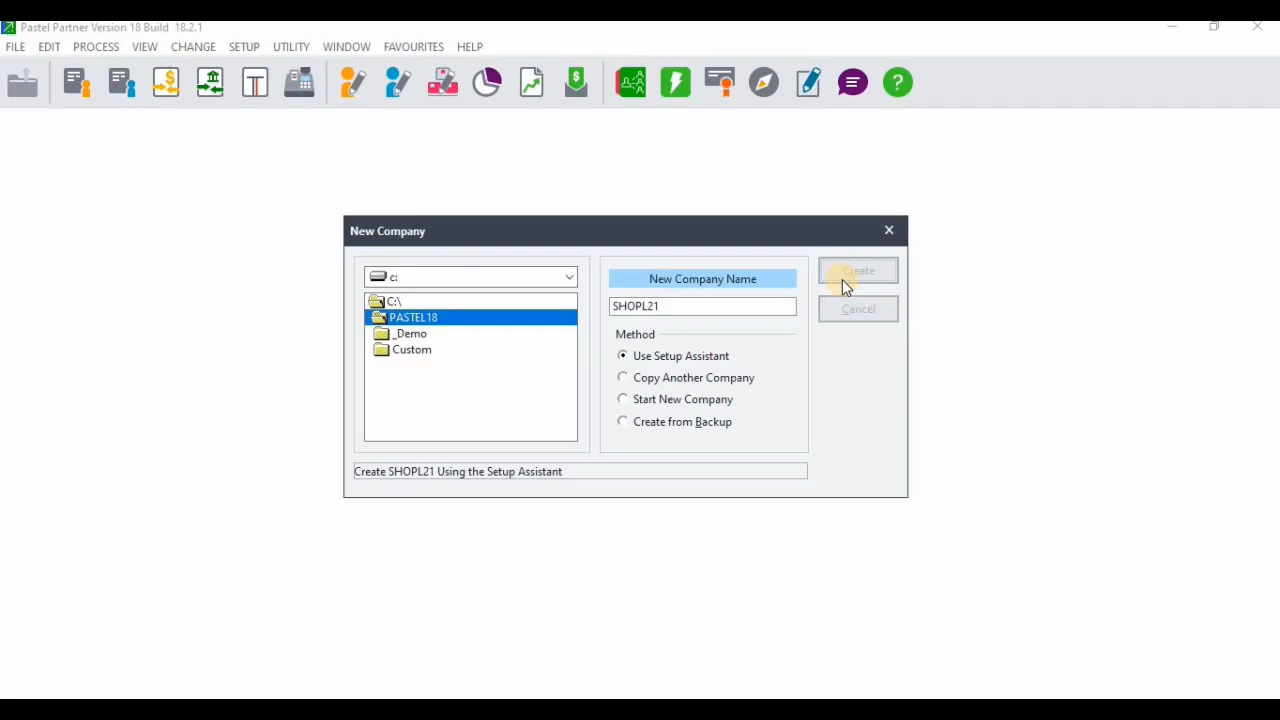 Pastel Partner Version 18 Build 18.2.1
FILE EDIT PROCESS VIEW CHANGE SETUP UTILITY WINDOW FAVOURITES HELP
New Company
c:
C:\
PASTEL18
_Demo
Custom
New Company Name
SHOPL21
Method
Use Setup Assistant
Copy Another Company
Start New Company
Create from Backup
Create
Cancel
Create SHOPL21 Using the Setup Assistant